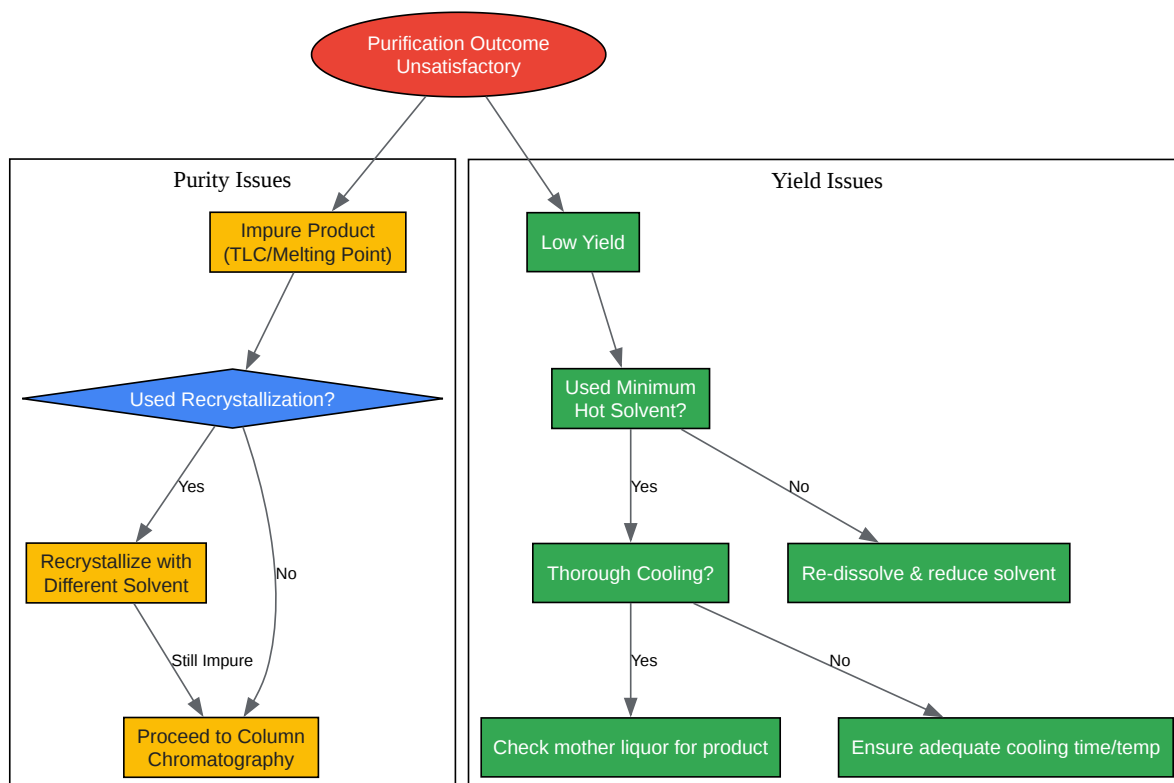 Purification Outcome
Unsatisfactory
Purity Issues
Impure Product
(TLC/Melting Point)
Used Recrystallization?
Yes
No
Recrystallize with
Different Solvent
Still Impure
Proceed to Column
Chromatography
Yield Issues
Low Yield
Used Minimum
Hot Solvent?
Yes
No
Thorough Cooling?
Re-dissolve & reduce solvent
Yes
No
Check mother liquor for product
Ensure adequate cooling time/temp